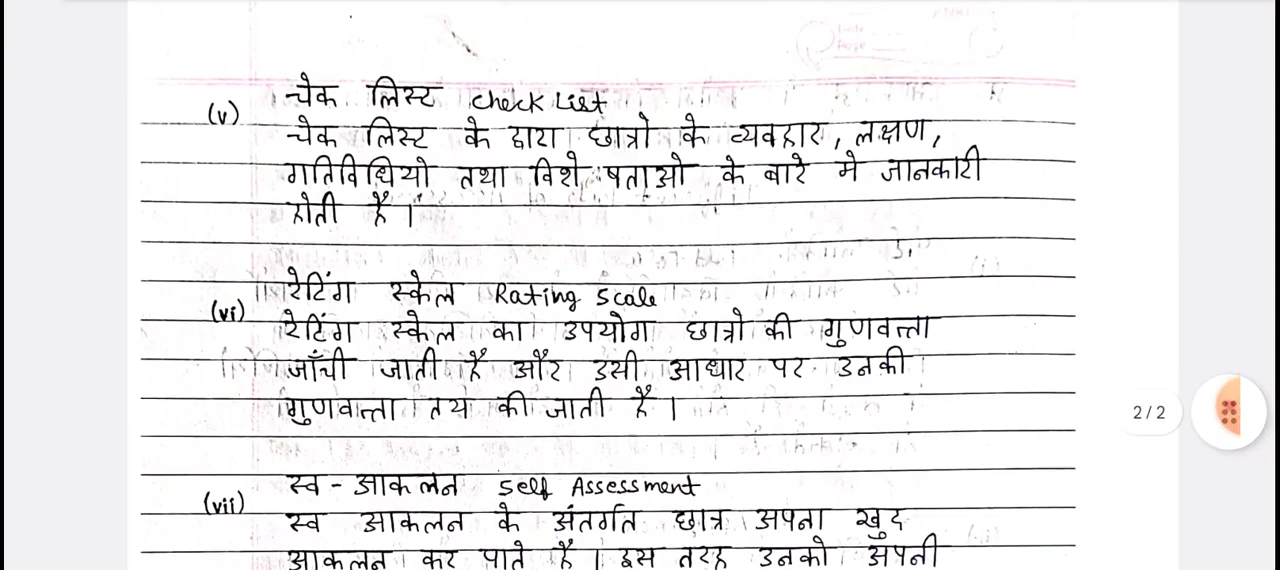 (v) चेक लिस्ट check List
चेक लिस्ट के द्वारा छात्रो के व्यवहार, लक्षण,
गतिविधियो तथा विशेषताओ के बारे मे जानकारी
होती है।
(vi) रेटिंग स्केल Rating Scale
रेटिंग स्केल का उपयोग छात्रो की गुणवत्ता
जाँची जाती है और उसी आधार पर उनकी
गुणवत्ता तय की जाती है।
2/2
(vii) स्व-आकलन Self Assessment
स्व आकलन के अंतर्गत छात्र अपना खुद
आकलन कर पाते है। इस तरह उनको अपनी